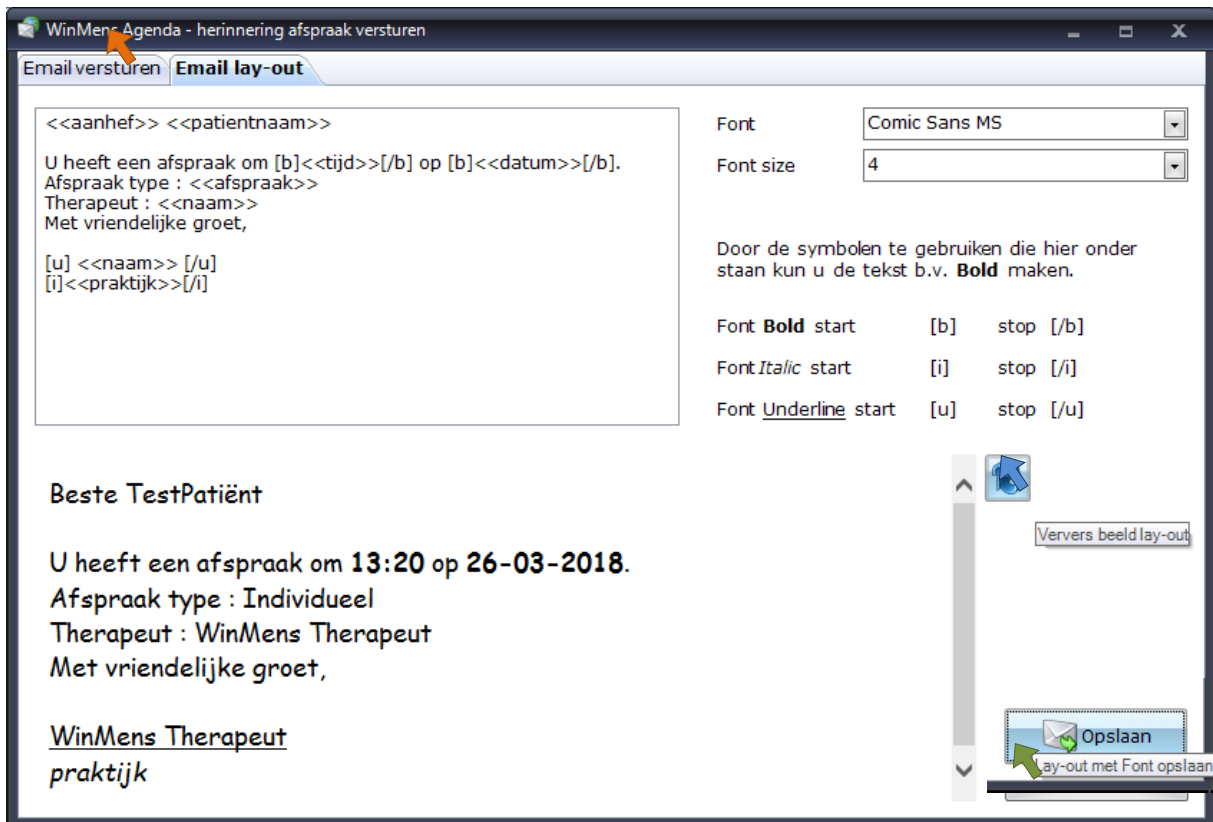 WinMens Agenda - herinnering afspraak versturen
Email versturen
Email lay-out
<<aanhef>> <<patientnaam>>
U heeft een afspraak om [b]<<tijd>>[/b] op [b]<<datum>>[/b].
Afspraak type : <<afspraak>>
Therapeut : <<naam>>
Met vriendelijke groet,
[u] <<naam>> [/u]
[i]<<praktijk>>[/i]
Font Comic Sans MS
Font size 4
Door de symbolen te gebruiken die hier onder
staan kun u de tekst b.v. Bold maken.
Font Bold start [b] stop [/b]
Font Italic start [i] stop [/i]
Font Underline start [u] stop [/u]
Beste TestPatiënt
U heeft een afspraak om 13:20 op 26-03-2018.
Afspraak type : Individueel
Therapeut : WinMens Therapeut
Met vriendelijke groet,
WinMens Therapeut
praktijk
Ververs beeld lay-out
Opslaan
Lay-out met Font opslaan